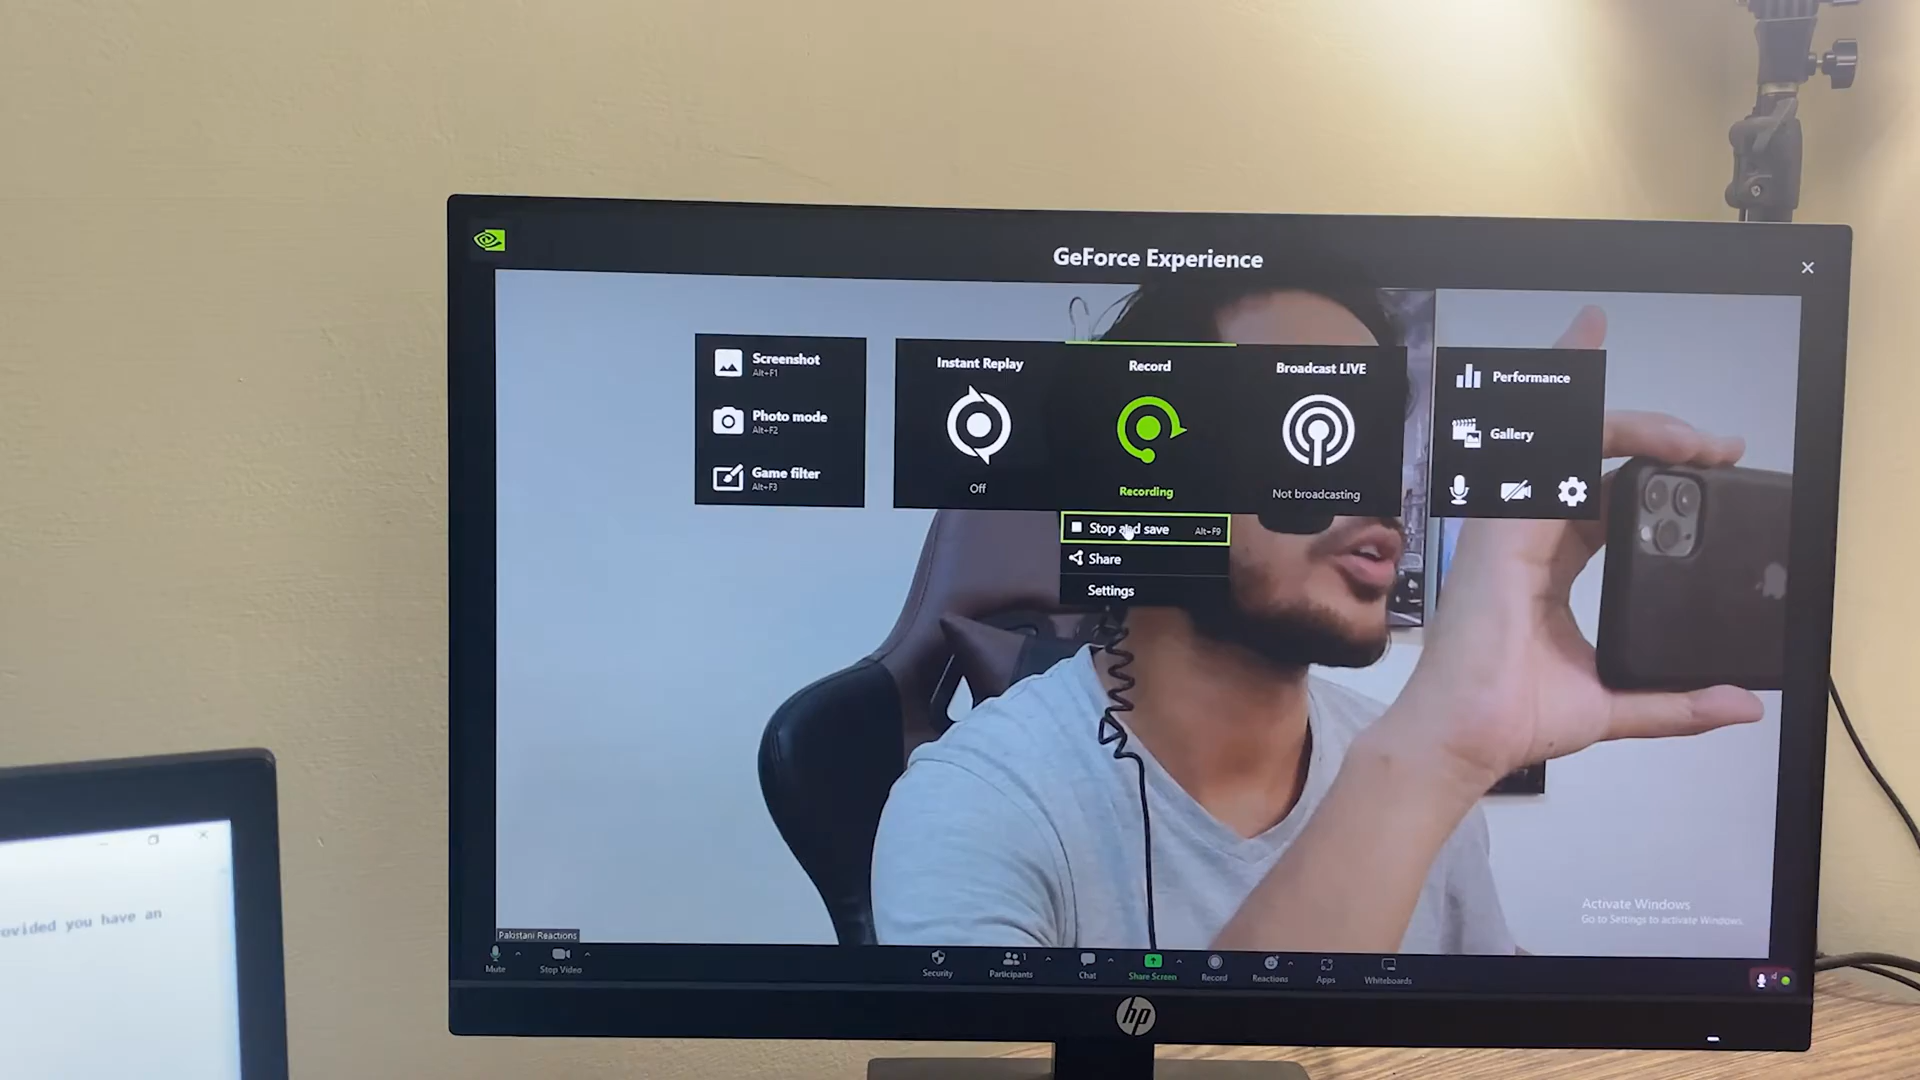 GeForce Experience
Screenshot
Alt+F1
Photo mode
Alt+F2
Game filter
Alt+F3
Instant Replay
Off
Record
Recording
Broadcast LIVE
Not broadcasting
Performance
Gallery
Stop and save Alt+F9
Share
Settings
Activate Windows
Go to Settings to activate Windows.
Pakistani Reactions
Mute
Stop Video
Security
Participants 1
Chat
Share Screen
Record
Reactions
Apps
Whiteboards
hp
ovided you have an